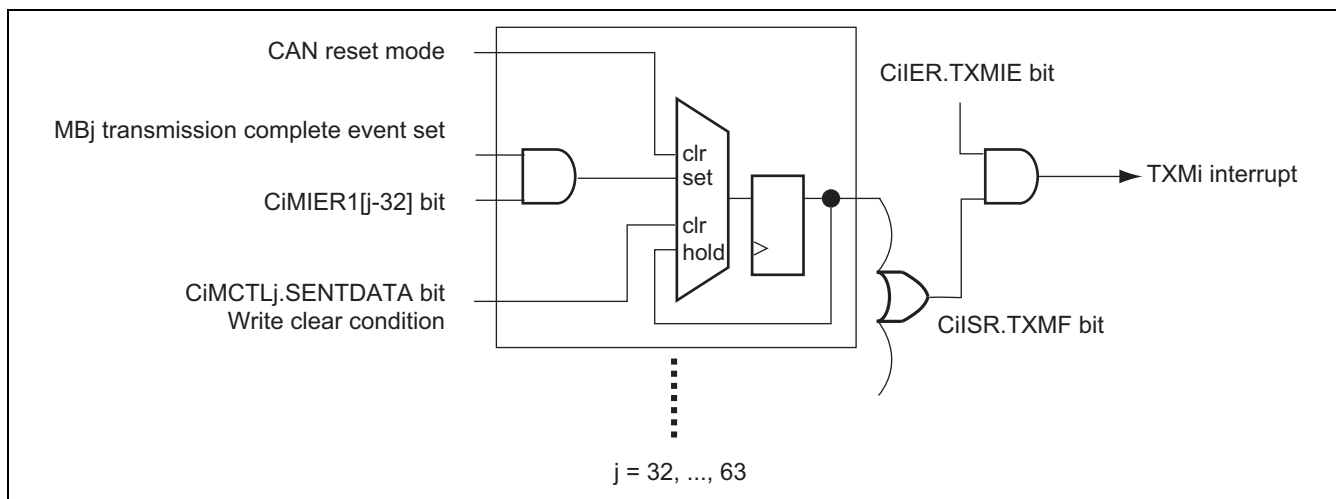 CAN reset mode
CiIER.TXMIE bit
MBj transmission complete event set
clr
set
TXMi interrupt
CiMIER1[j-32] bit
clr
hold
CiMCTLj.SENTDATA bit
Write clear condition
CiISR.TXMF bit
j = 32, ..., 63